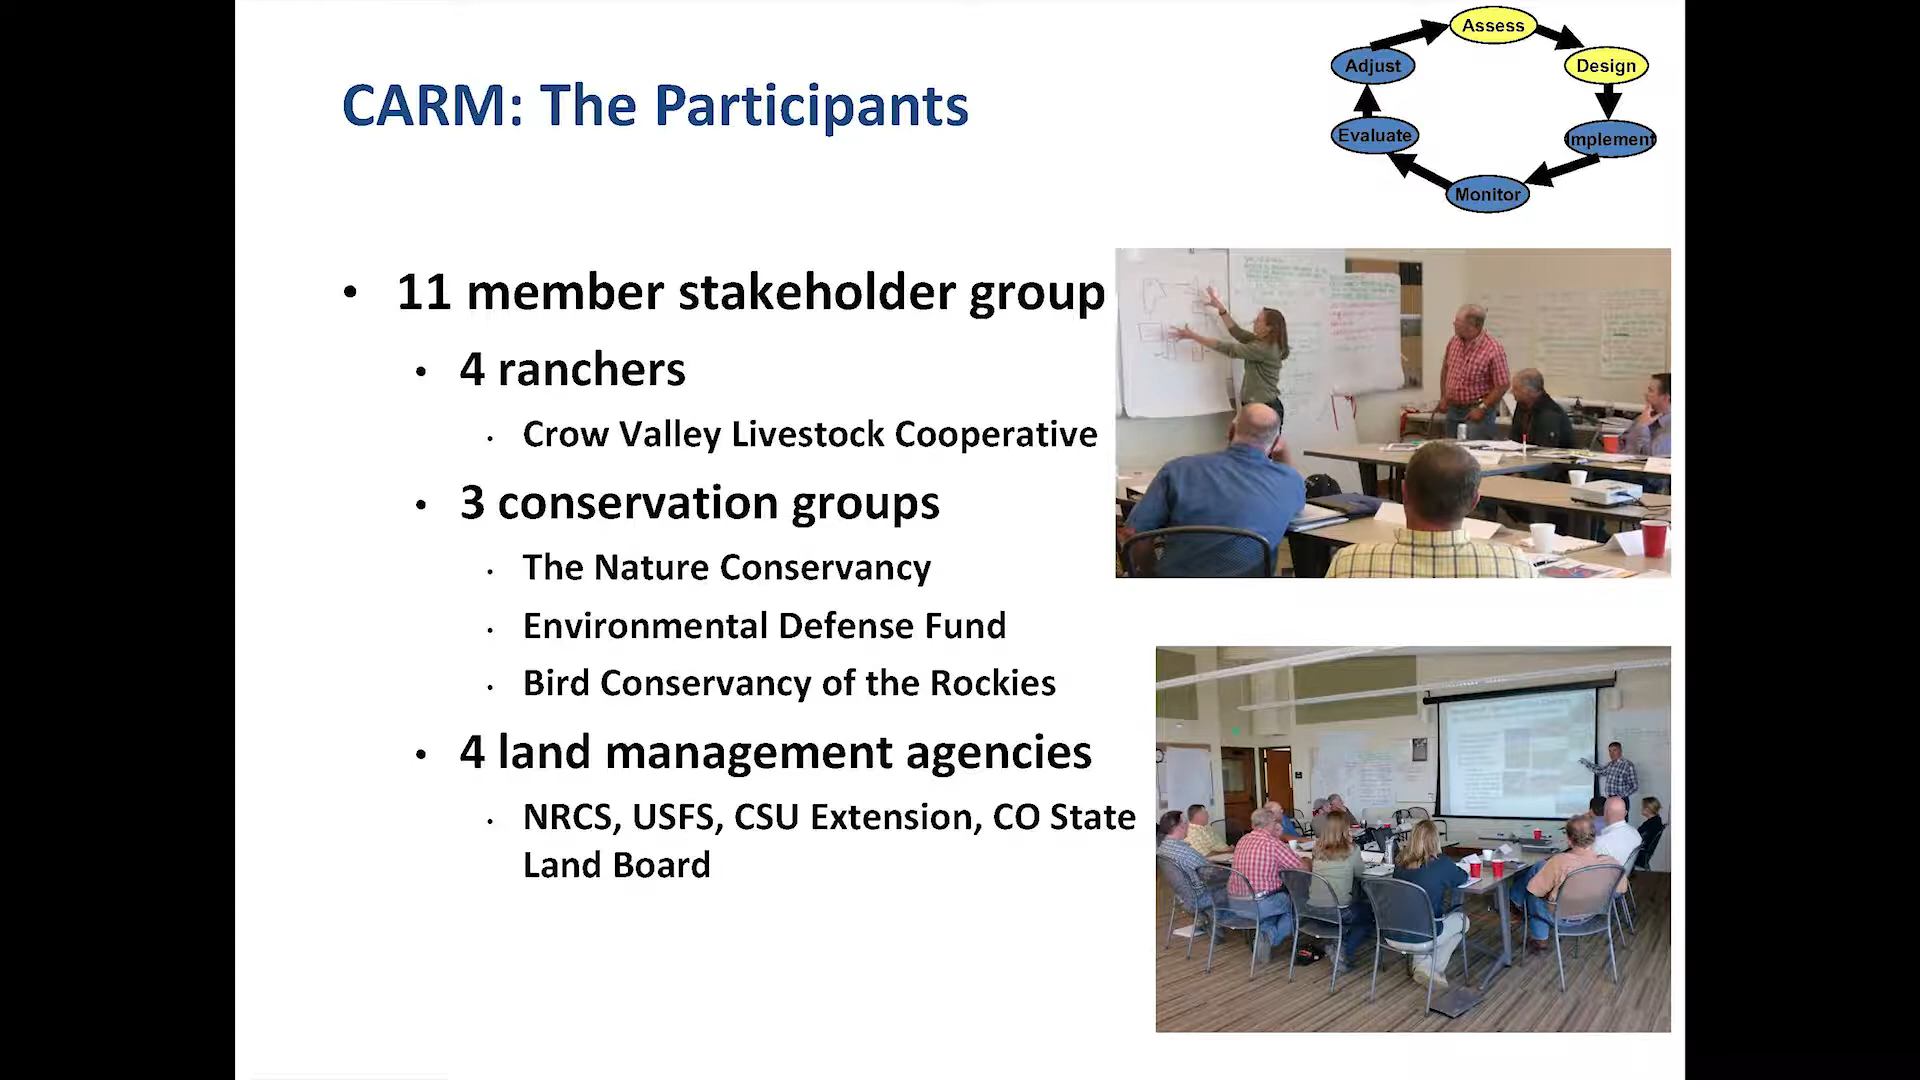 CARM: The Participants
Assess
Adjust
Design
Evaluate
Implement
Monitor
• 11 member stakeholder group
• 4 ranchers
• Crow Valley Livestock Cooperative
• 3 conservation groups
• The Nature Conservancy
• Environmental Defense Fund
• Bird Conservancy of the Rockies
• 4 land management agencies
• NRCS, USFS, CSU Extension, CO State
Land Board